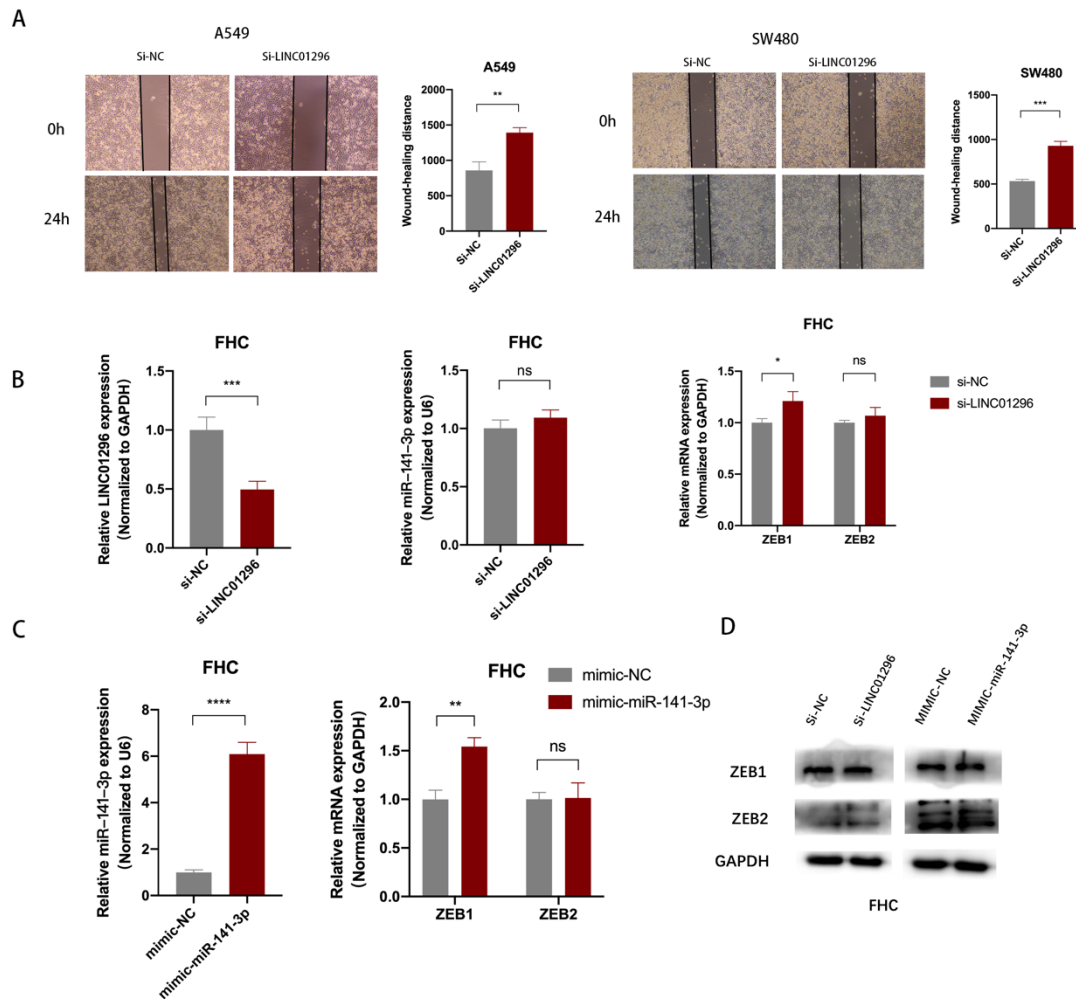 A
A549
Si-NC
Si-LINC01296
0h
24h
A549
**
Wound-healing distance
2000
1500
1000
500
0
Si-NC
Si-LINC01296
SW480
Si-NC
Si-LINC01296
0h
24h
SW480
***
Wound-healing distance
1500
1000
500
0
Si-NC
Si-LINC01296
B
FHC
***
Relative LINC01296 expression
(Normalized to GAPDH)
1.5
1.0
0.5
0.0
si-NC
si-LINC01296
FHC
ns
Relative miR–141–3p expression
(Normalized to U6)
1.5
1.0
0.5
0.0
si-NC
si-LINC01296
FHC
*
ns
Relative mRNA expression
(Normalized to GAPDH)
1.5
1.0
0.5
0.0
ZEB1
ZEB2
si-NC
si-LINC01296
C
FHC
****
Relative miR–141–3p expression
(Normalized to U6)
8
6
4
2
0
mimic-NC
mimic-miR-141-3p
FHC
**
ns
Relative mRNA expression
(Normalized to GAPDH)
2.0
1.5
1.0
0.5
0.0
ZEB1
ZEB2
mimic-NC
mimic-miR-141-3p
D
Si-NC
Si-LINC01296
MIMIC-NC
MIMIC-miR-141-3p
ZEB1
ZEB2
GAPDH
FHC